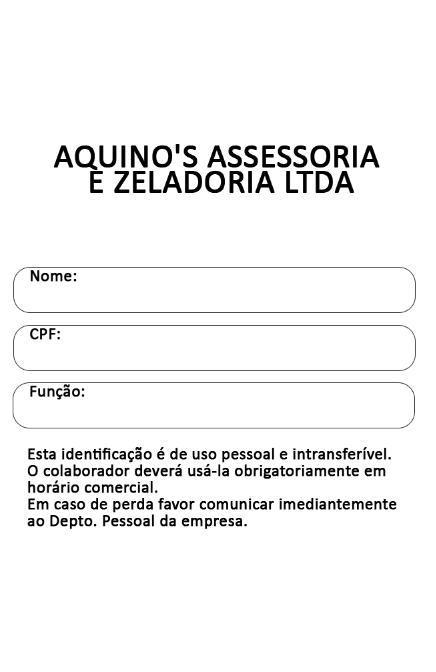 AQUINO'S ASSESSORIA
E ZELADORIA LTDA
Nome:
CPF:
Função:
Esta identificação é de uso pessoal e intransferível.
O colaborador deverá usá-la obrigatoriamente em
horário comercial.
Em caso de perda favor comunicar imediantemente
ao Depto. Pessoal da empresa.